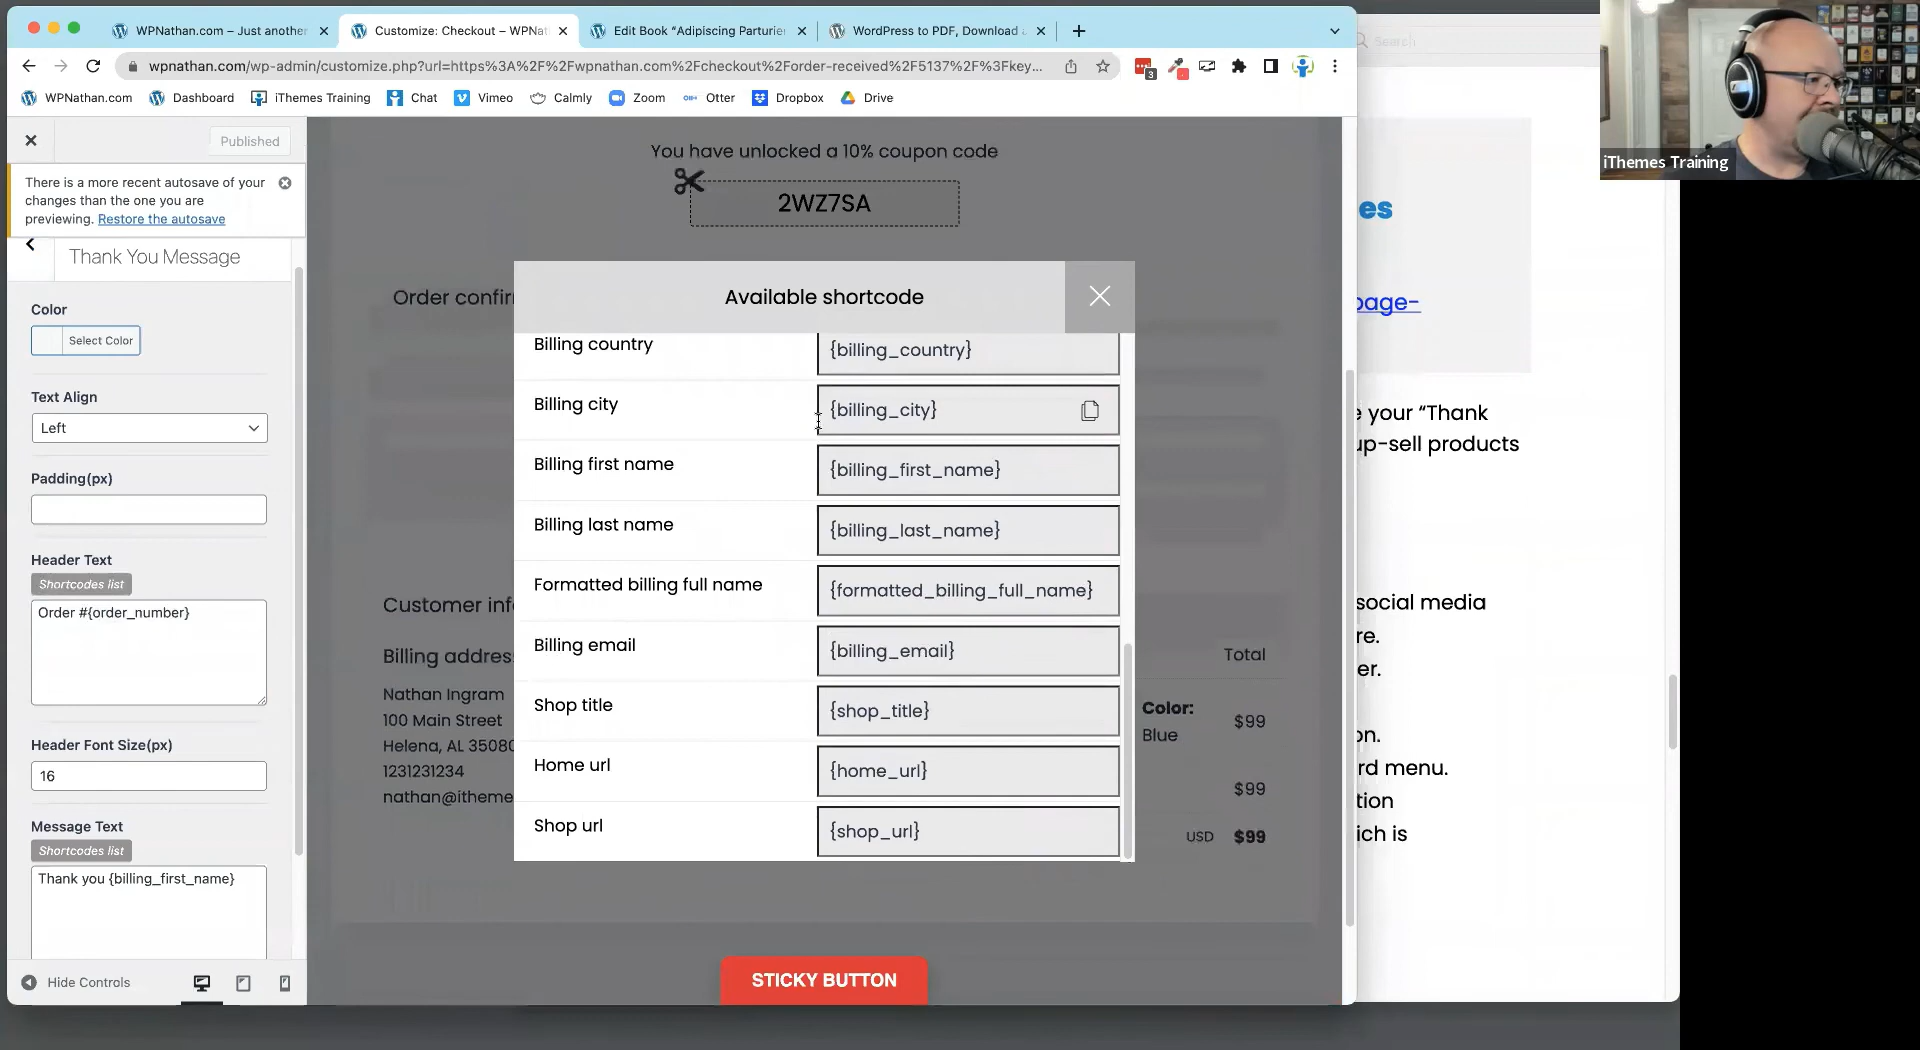 WPNathan.com – Just another
Customize: Checkout – WPNat
Edit Book “Adipiscing Parturien
WordPress to PDF, Download a
wpnathan.com/wp-admin/customize.php?url=https%3A%2F%2Fwpnathan.com%2Fcheckout%2Forder-received%2F5137%2F%3Fkey...
3
WPNathan.com
Dashboard
iThemes Training
Chat
Vimeo
Calmly
Zoom
Otter
Dropbox
Drive
Search
iThemes Training
Published
There is a more recent autosave of your
changes than the one you are
previewing. Restore the autosave
Thank You Message
Color
Select Color
Text Align
Left
Padding(px)
Header Text
Shortcodes list
Order #{order_number}
Header Font Size(px)
16
Message Text
Shortcodes list
Thank you {billing_first_name}
Hide Controls
You have unlocked a 10% coupon code
2WZ7SA
Order confir
Available shortcode
Billing country
{billing_country}
Billing city
{billing_city}
Billing first name
{billing_first_name}
Billing last name
{billing_last_name}
Formatted billing full name
{formatted_billing_full_name}
Billing email
{billing_email}
Shop title
{shop_title}
Home url
{home_url}
Shop url
{shop_url}
Customer inf
Billing addres
Nathan Ingram
100 Main Street
Helena, AL 35080
1231231234
nathan@itheme
Total
Color:
Blue
$99
$99
USD $99
STICKY BUTTON
es
page-
e your “Thank
up-sell products
social media
re.
er.
on.
rd menu.
tion
ich is